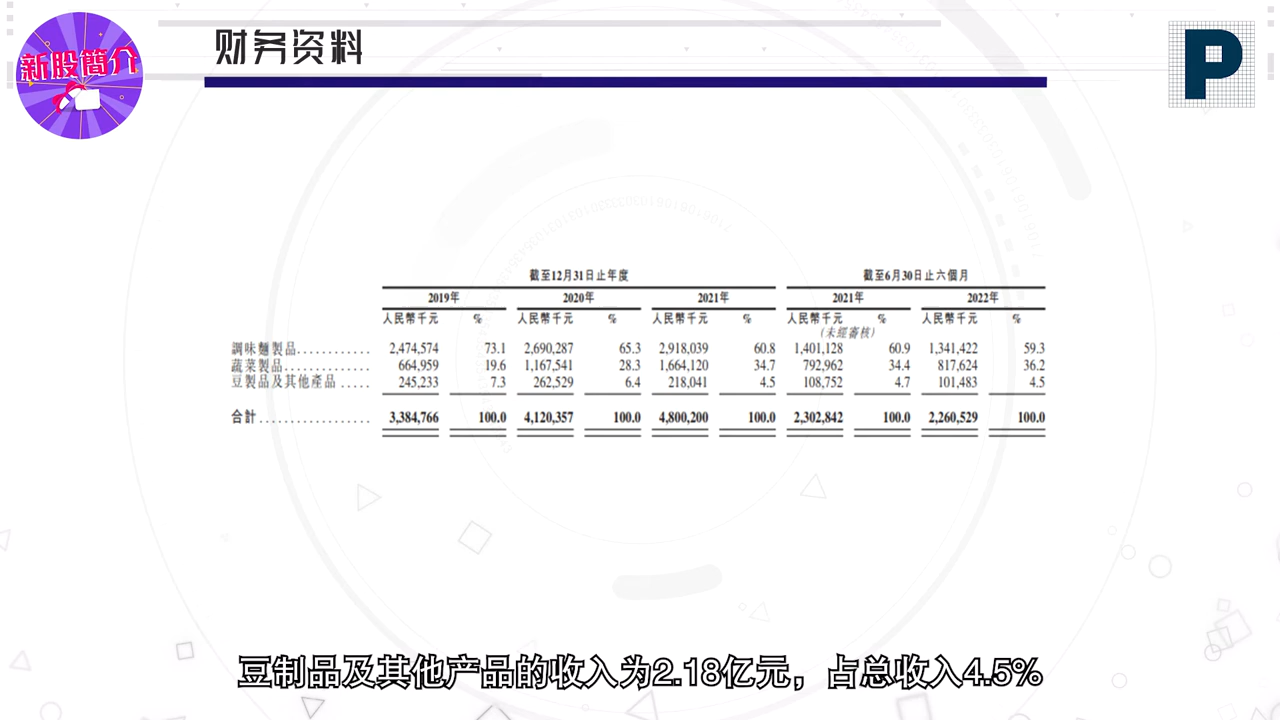 新股簡介
财务资料
P
截至12月31日止年度 截至6月30日止六個月
2019年 2020年 2021年 2021年 2022年
人民幣千元 % 人民幣千元 % 人民幣千元 % 人民幣千元 % 人民幣千元 %
(未經審核)
調味麵製品............ 2,474,574 73.1 2,690,287 65.3 2,918,039 60.8 1,401,128 60.9 1,341,422 59.3
蔬菜製品.............. 664,959 19.6 1,167,541 28.3 1,664,120 34.7 792,962 34.4 817,624 36.2
豆製品及其他產品 ..... 245,233 7.3 262,529 6.4 218,041 4.5 108,752 4.7 101,483 4.5
合計.................. 3,384,766 100.0 4,120,357 100.0 4,800,200 100.0 2,302,842 100.0 2,260,529 100.0
豆制品及其他产品的收入为2.18亿元，占总收入4.5%